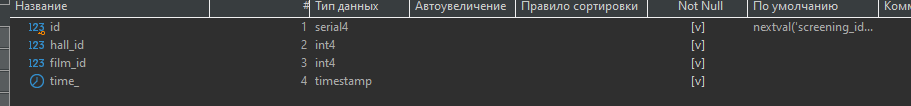 Название # Тип данных Автоувеличение Правило сортировки Not Null По умолчанию Комм
123 id 1 serial4 [v] nextval('screening_id...
123 hall_id 2 int4 [v]
123 film_id 3 int4 [v]
time_ 4 timestamp [v]